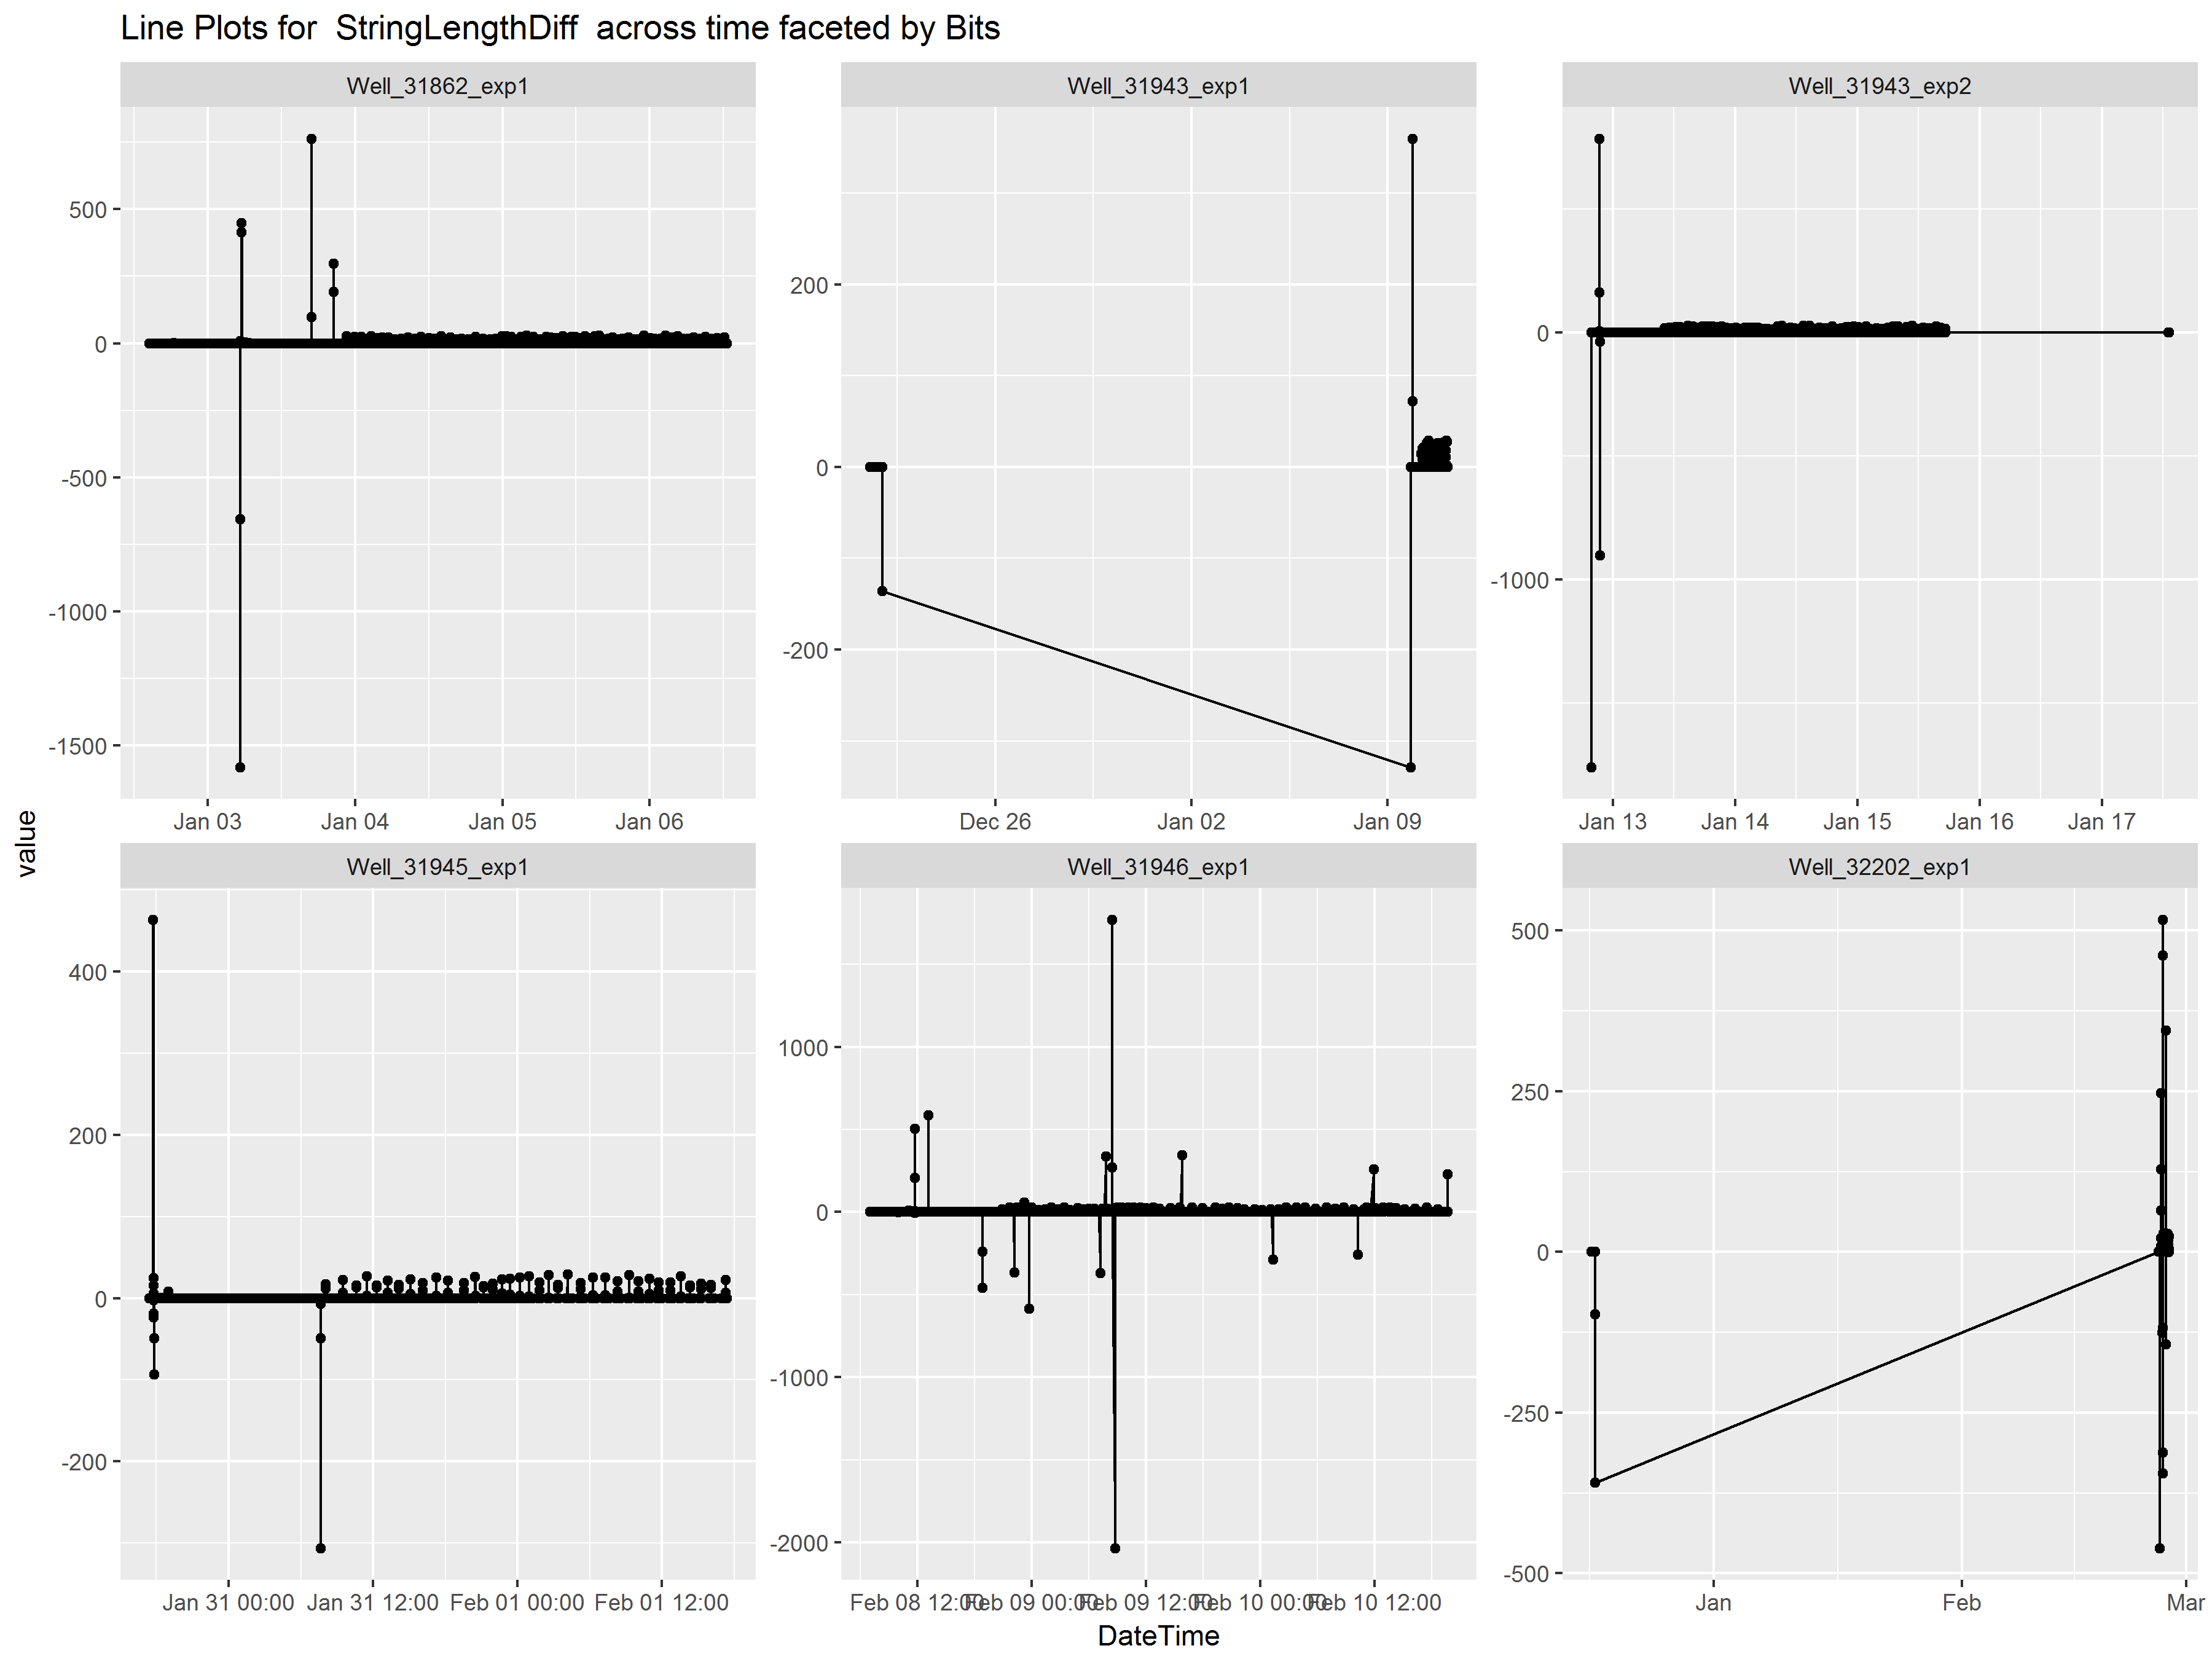 Line Plots for  StringLengthDiff  across time faceted by Bits
Well_31862_exp1
Well_31943_exp1
Well_31943_exp2
500
0
-500
-1000
-1500
200
0
-200
0
-1000
Jan 03 Jan 04 Jan 05 Jan 06
Dec 26 Jan 02 Jan 09
Jan 13 Jan 14 Jan 15 Jan 16 Jan 17
value
Well_31945_exp1
Well_31946_exp1
Well_32202_exp1
400
200
0
-200
1000
0
-1000
-2000
500
250
0
-250
-500
Jan 31 00:00 Jan 31 12:00 Feb 01 00:00 Feb 01 12:00
Feb 08 12:00 Feb 09 00:00 Feb 09 12:00 Feb 10 00:00 Feb 10 12:00
Jan Feb Mar
DateTime